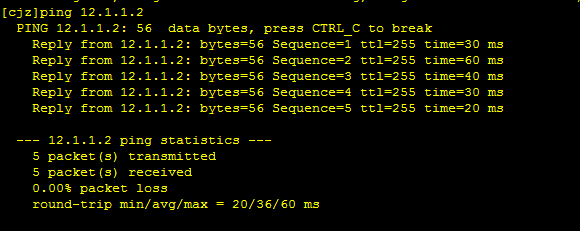 [cjz]ping 12.1.1.2
PING 12.1.1.2: 56  data bytes, press CTRL_C to break
Reply from 12.1.1.2: bytes=56 Sequence=1 ttl=255 time=30 ms
Reply from 12.1.1.2: bytes=56 Sequence=2 ttl=255 time=60 ms
Reply from 12.1.1.2: bytes=56 Sequence=3 ttl=255 time=40 ms
Reply from 12.1.1.2: bytes=56 Sequence=4 ttl=255 time=30 ms
Reply from 12.1.1.2: bytes=56 Sequence=5 ttl=255 time=20 ms
--- 12.1.1.2 ping statistics ---
5 packet(s) transmitted
5 packet(s) received
0.00% packet loss
round-trip min/avg/max = 20/36/60 ms